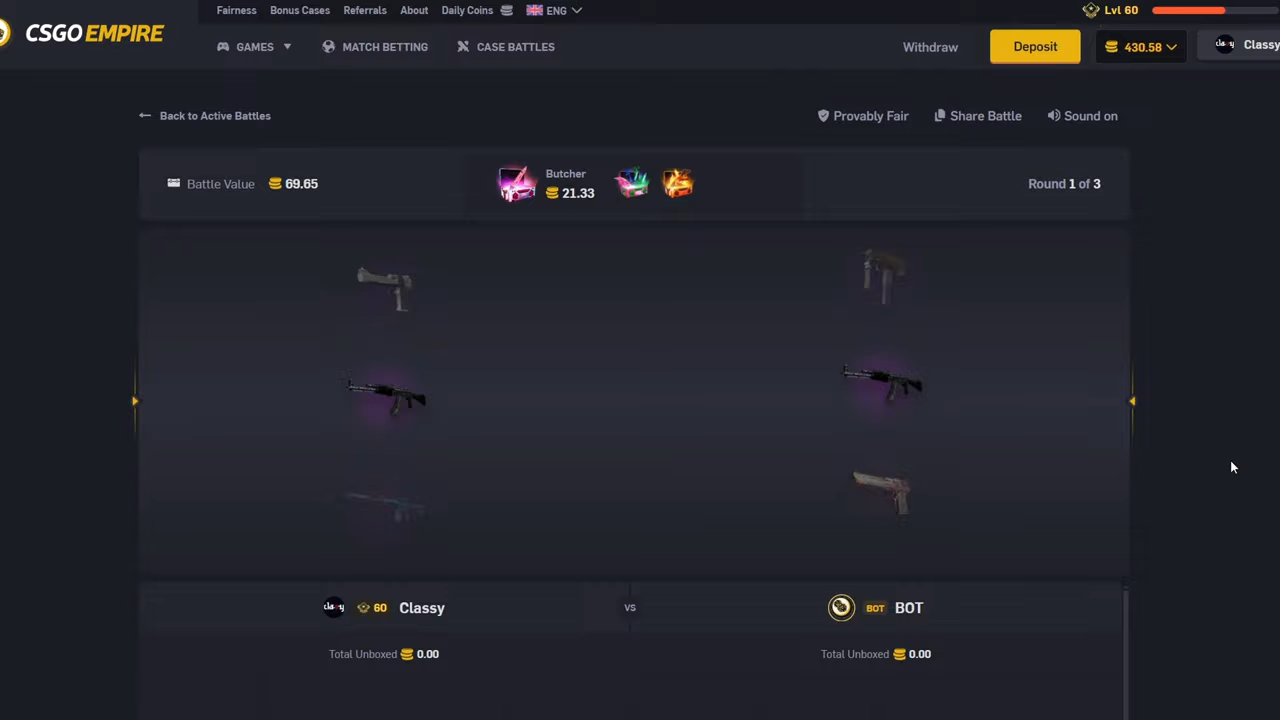 Fairness Bonus Cases Referrals About Daily Coins ENG Lvl 60
CSGOEMPIRE GAMES MATCH BETTING CASE BATTLES Withdraw Deposit 430.58 classy Classy
Back to Active Battles Provably Fair Share Battle Sound on
Battle Value 69.65 Butcher Round 1 of 3
21.33
classy 60 Classy VS BOT BOT
Total Unboxed 0.00 Total Unboxed 0.00